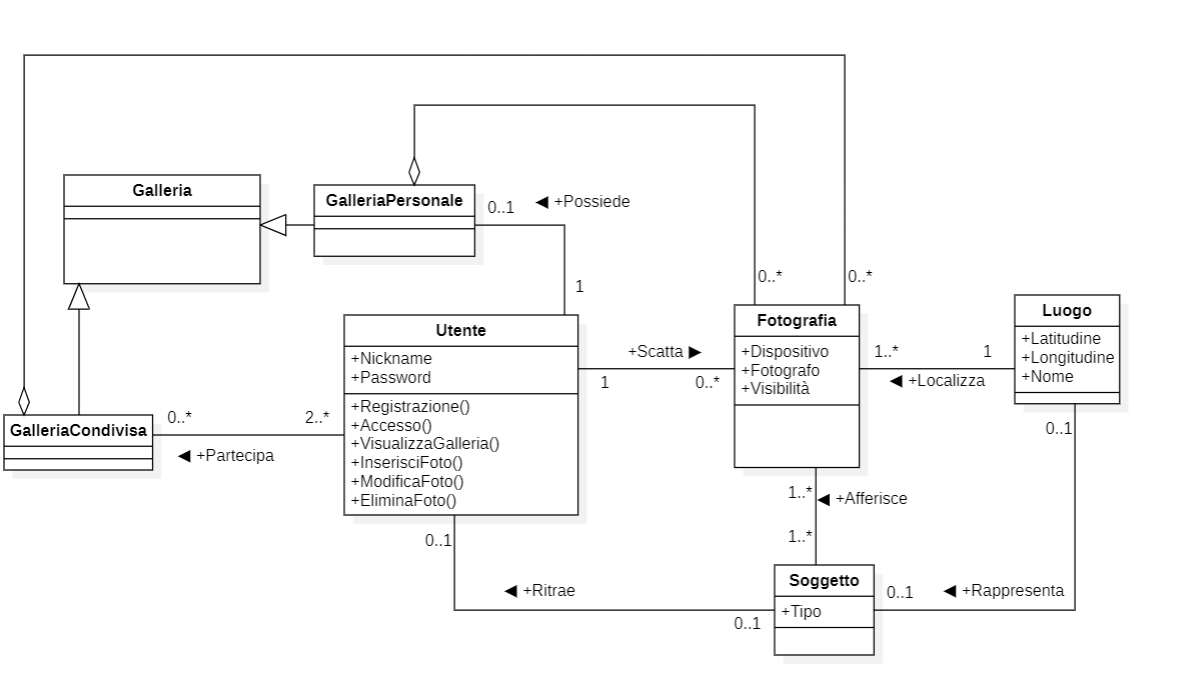 Galleria
GalleriaPersonale
0..1
◄ +Possiede
1
0..*
0..*
Utente
+Nickname
+Password
+Registrazione()
+Accesso()
+VisualizzaGalleria()
+InserisciFoto()
+ModificaFoto()
+EliminaFoto()
+Scatta ►
1
0..*
Fotografia
+Dispositivo
+Fotografo
+Visibilità
1..*
1
◄ +Localizza
Luogo
+Latitudine
+Longitudine
+Nome
GalleriaCondivisa
0..*
2..*
◄ +Partecipa
0..1
1..*
◄ +Afferisce
1..*
0..1
◄ +Ritrae
0..1
Soggetto
+Tipo
0..1
◄ +Rappresenta